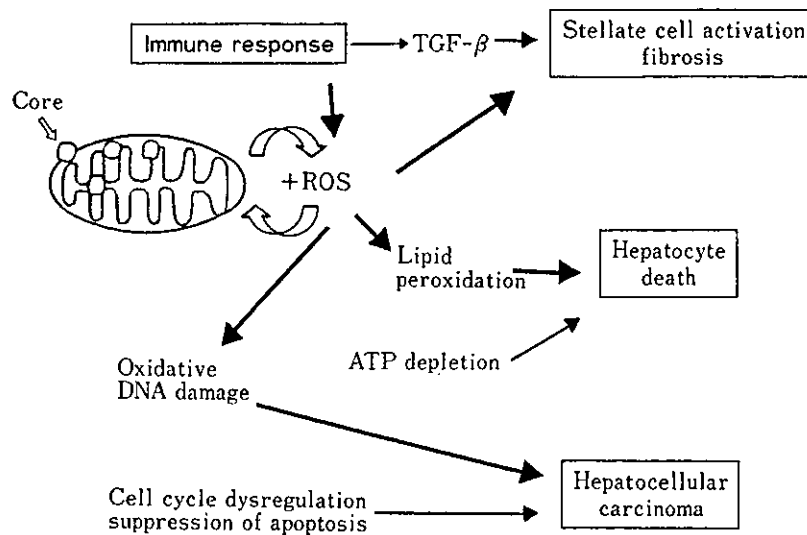 Immune response
TGF-β
Stellate cell activation
fibrosis
Core
+ROS
Lipid
peroxidation
Hepatocyte
death
ATP depletion
Oxidative
DNA damage
Hepatocellular
carcinoma
Cell cycle dysregulation
suppression of apoptosis